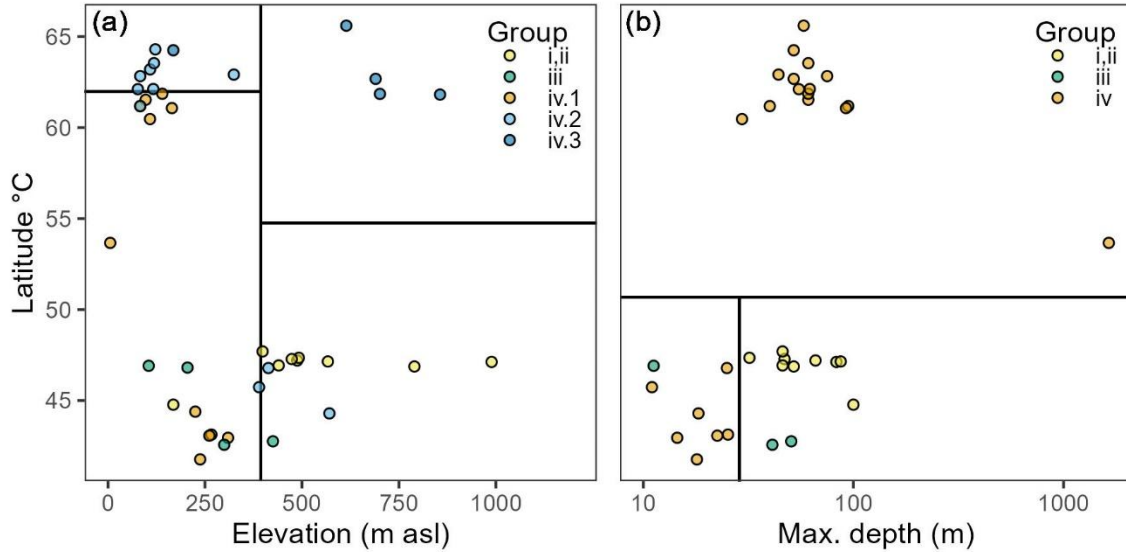 (a)
Group
i,ii
iii
iv.1
iv.2
iv.3
65
60
55
50
45
Latitude °C
0 250 500 750 1000
Elevation (m asl)
(b)
Group
i,ii
iii
iv
10 100 1000
Max. depth (m)